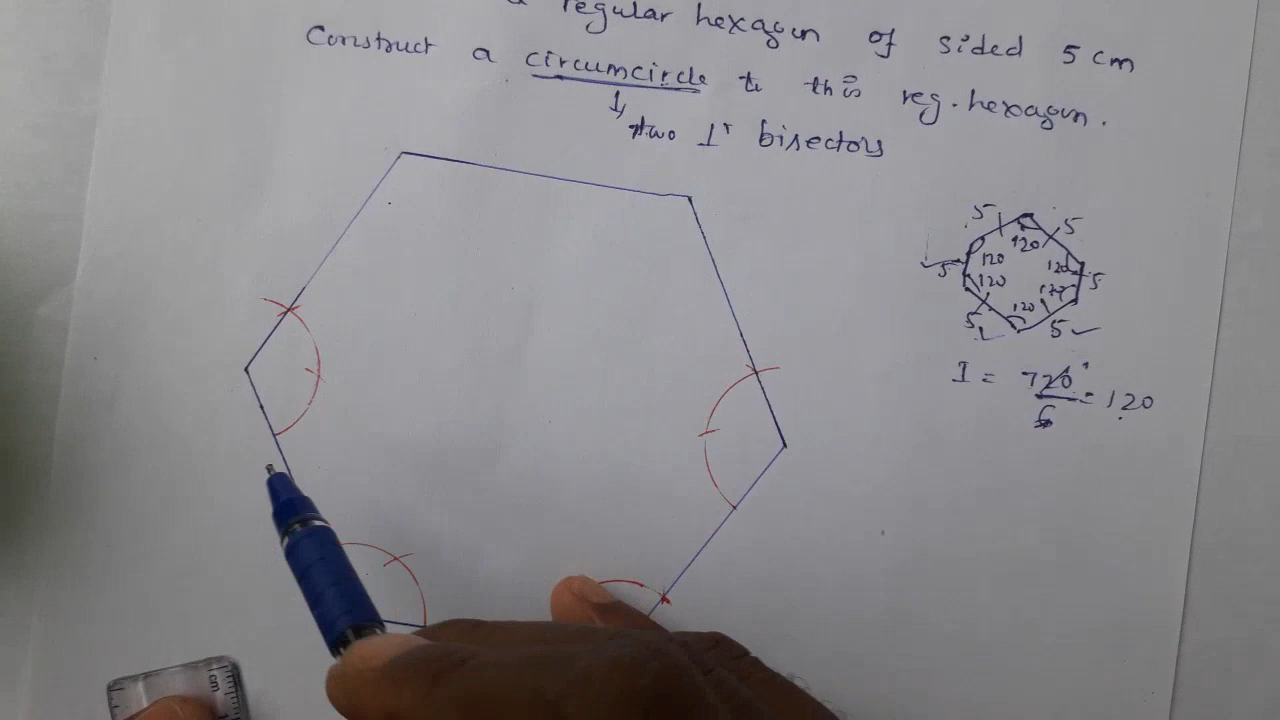 regular hexagon of sided 5 cm
Construct a circumcircle to this reg. hexagon.
two ⊥r bisectors
5 5
120
120 120
5 5
120 120
120
5 5
I = 720° / 6 = 120
cm